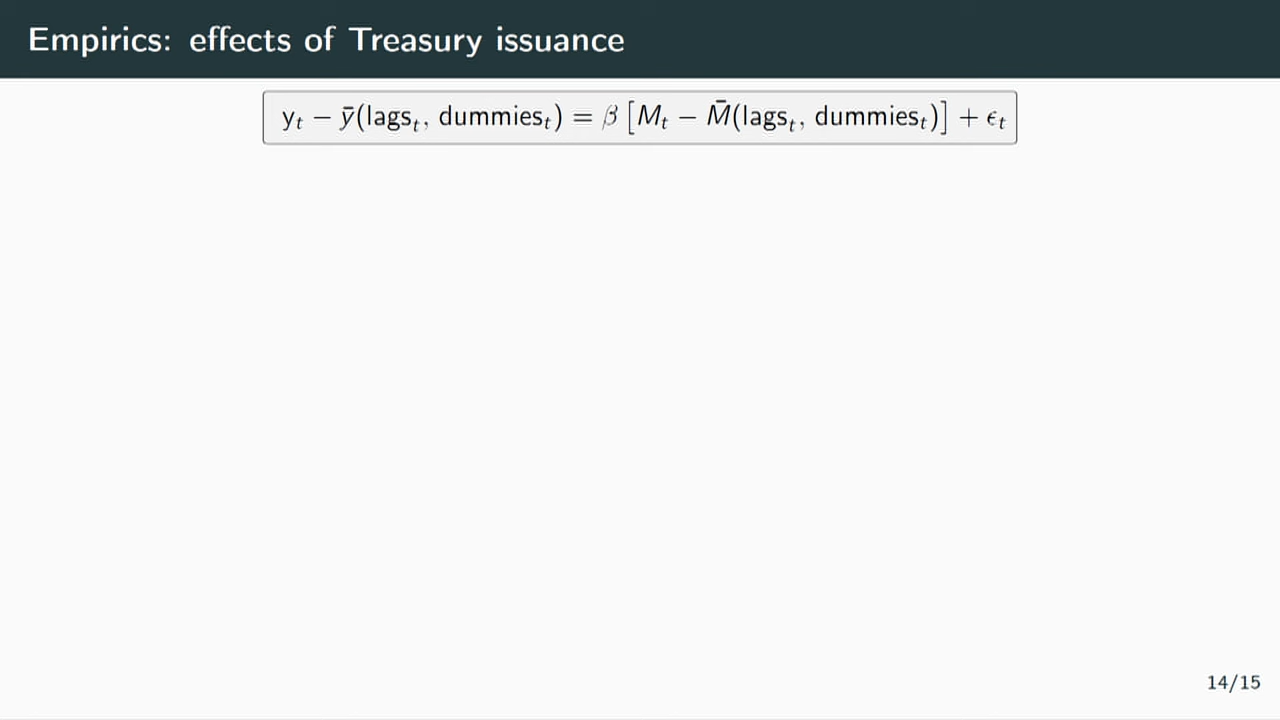 Empirics: effects of Treasury issuance
yₜ − ȳ(lagsₜ, dummiesₜ) = β [Mₜ − M̄(lagsₜ, dummiesₜ)] + ϵₜ
14/15